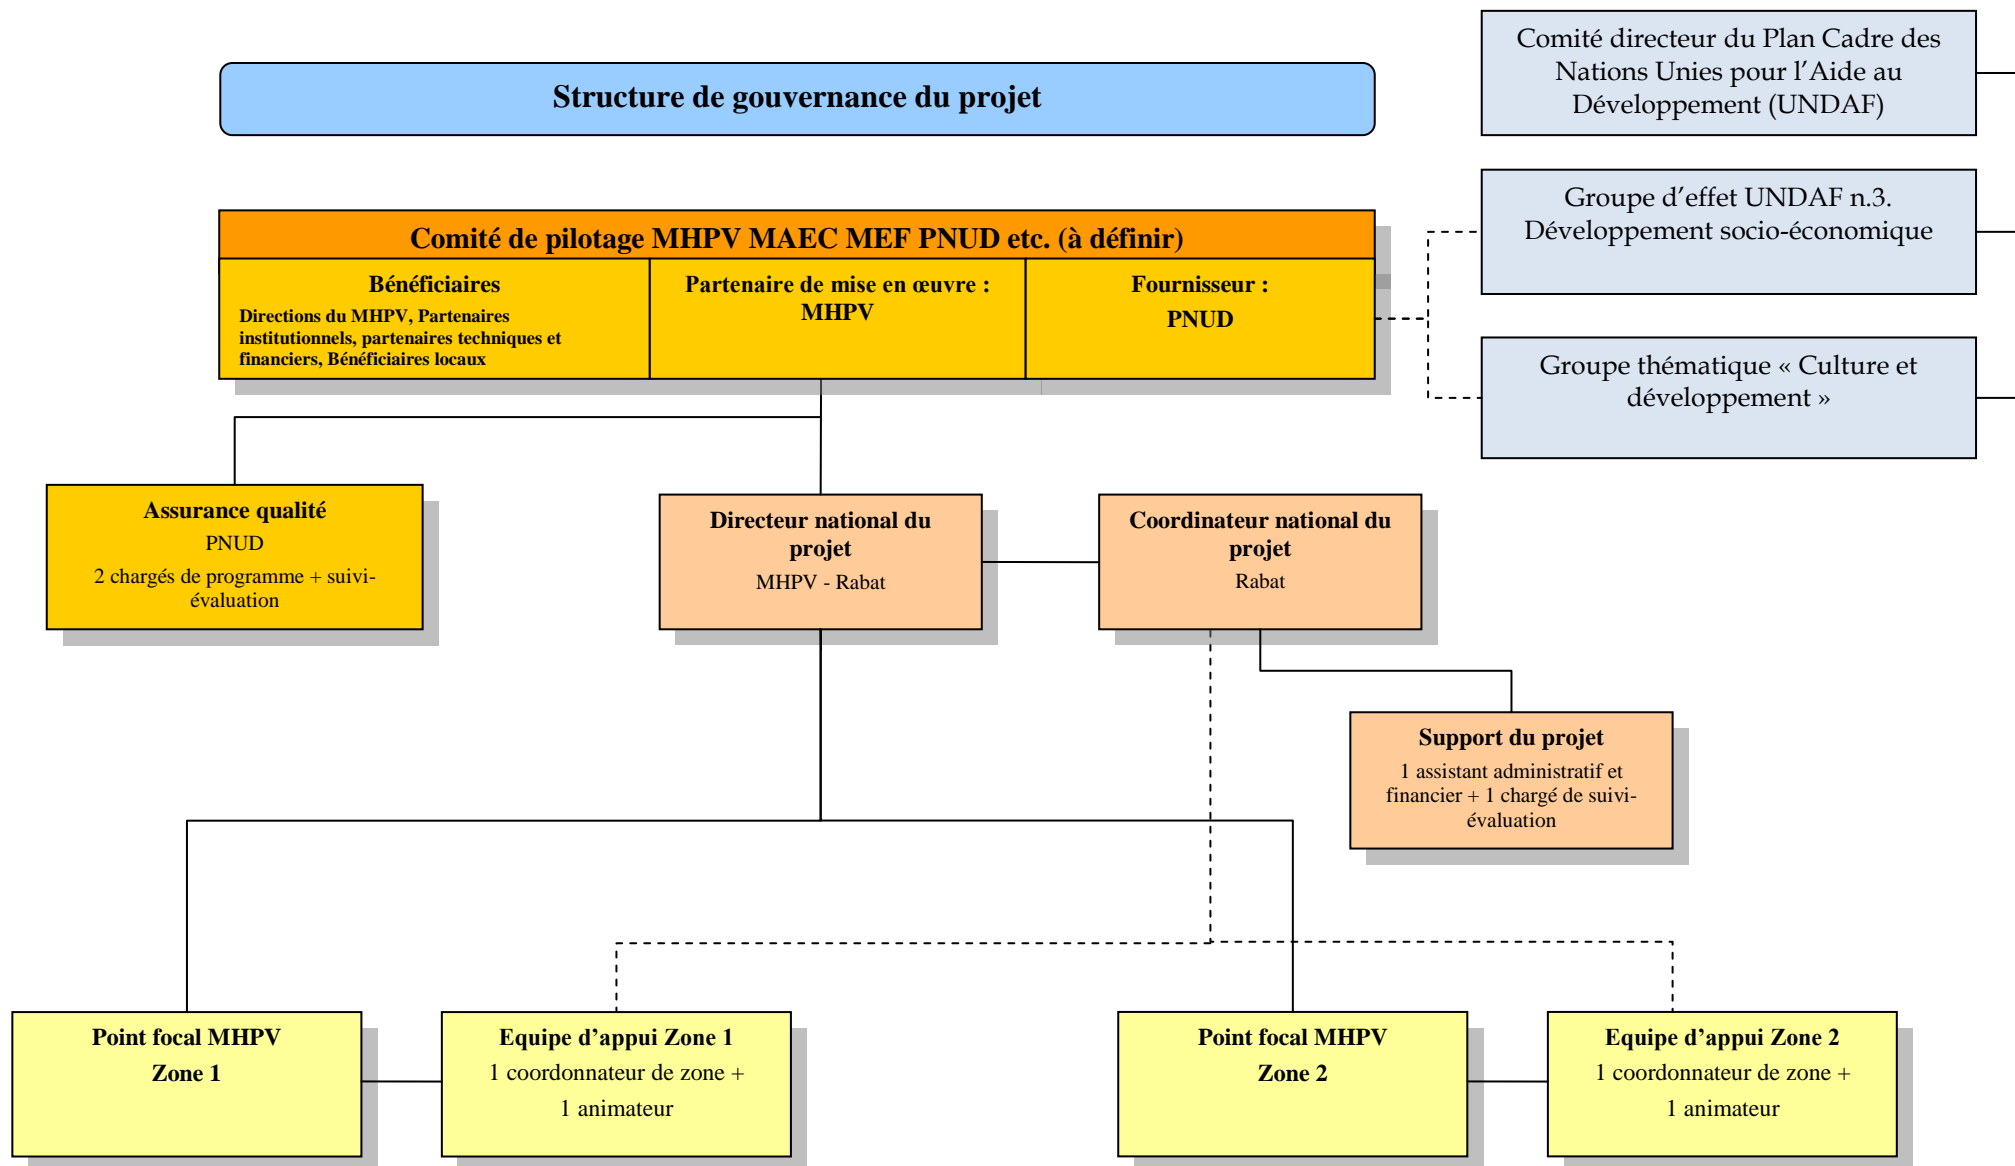 Structure de gouvernance du projet
Comité directeur du Plan Cadre des
Nations Unies pour l’Aide au
Développement (UNDAF)
Groupe d’effet UNDAF n.3.
Développement socio-économique
Groupe thématique « Culture et
développement »
Comité de pilotage MHPV MAEC MEF PNUD etc. (à définir)
Bénéficiaires
Directions du MHPV, Partenaires
institutionnels, partenaires techniques et
financiers, Bénéficiaires locaux
Partenaire de mise en œuvre :
MHPV
Fournisseur :
PNUD
Assurance qualité
PNUD
2 chargés de programme + suivi-
évaluation
Directeur national du
projet
MHPV - Rabat
Coordinateur national du
projet
Rabat
Support du projet
1 assistant administratif et
financier + 1 chargé de suivi-
évaluation
Point focal MHPV
Zone 1
Equipe d’appui Zone 1
1 coordonnateur de zone +
1 animateur
Point focal MHPV
Zone 2
Equipe d’appui Zone 2
1 coordonnateur de zone +
1 animateur